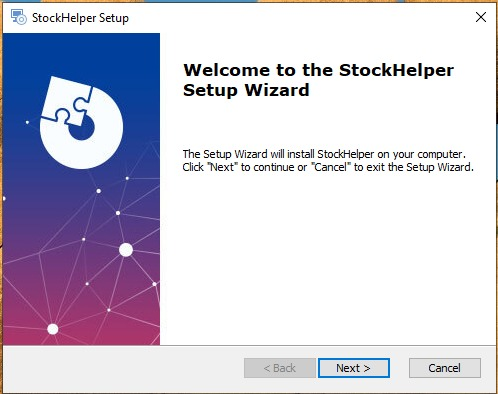 StockHelper Setup
Welcome to the StockHelper
Setup Wizard
The Setup Wizard will install StockHelper on your computer.
Click "Next" to continue or "Cancel" to exit the Setup Wizard.
< Back Next > Cancel